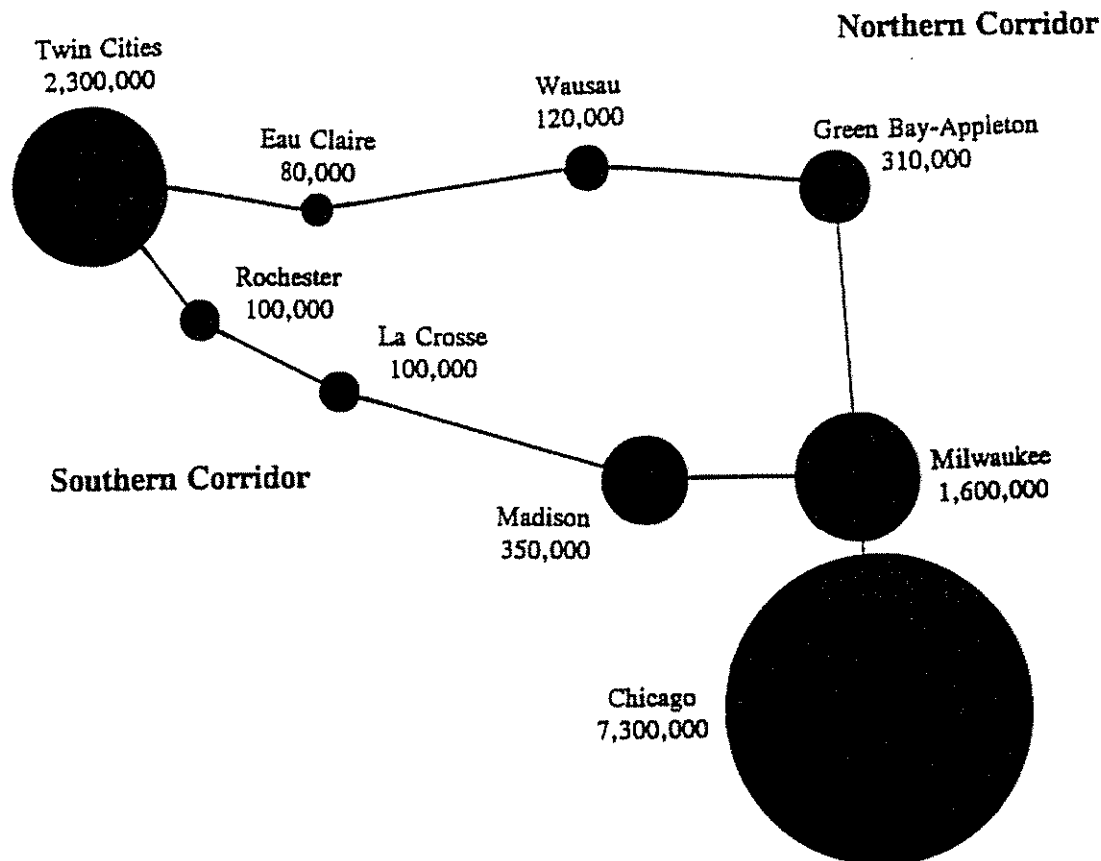 Northern Corridor
Twin Cities
2,300,000
Eau Claire
80,000
Wausau
120,000
Green Bay-Appleton
310,000
Rochester
100,000
La Crosse
100,000
Southern Corridor
Madison
350,000
Milwaukee
1,600,000
Chicago
7,300,000